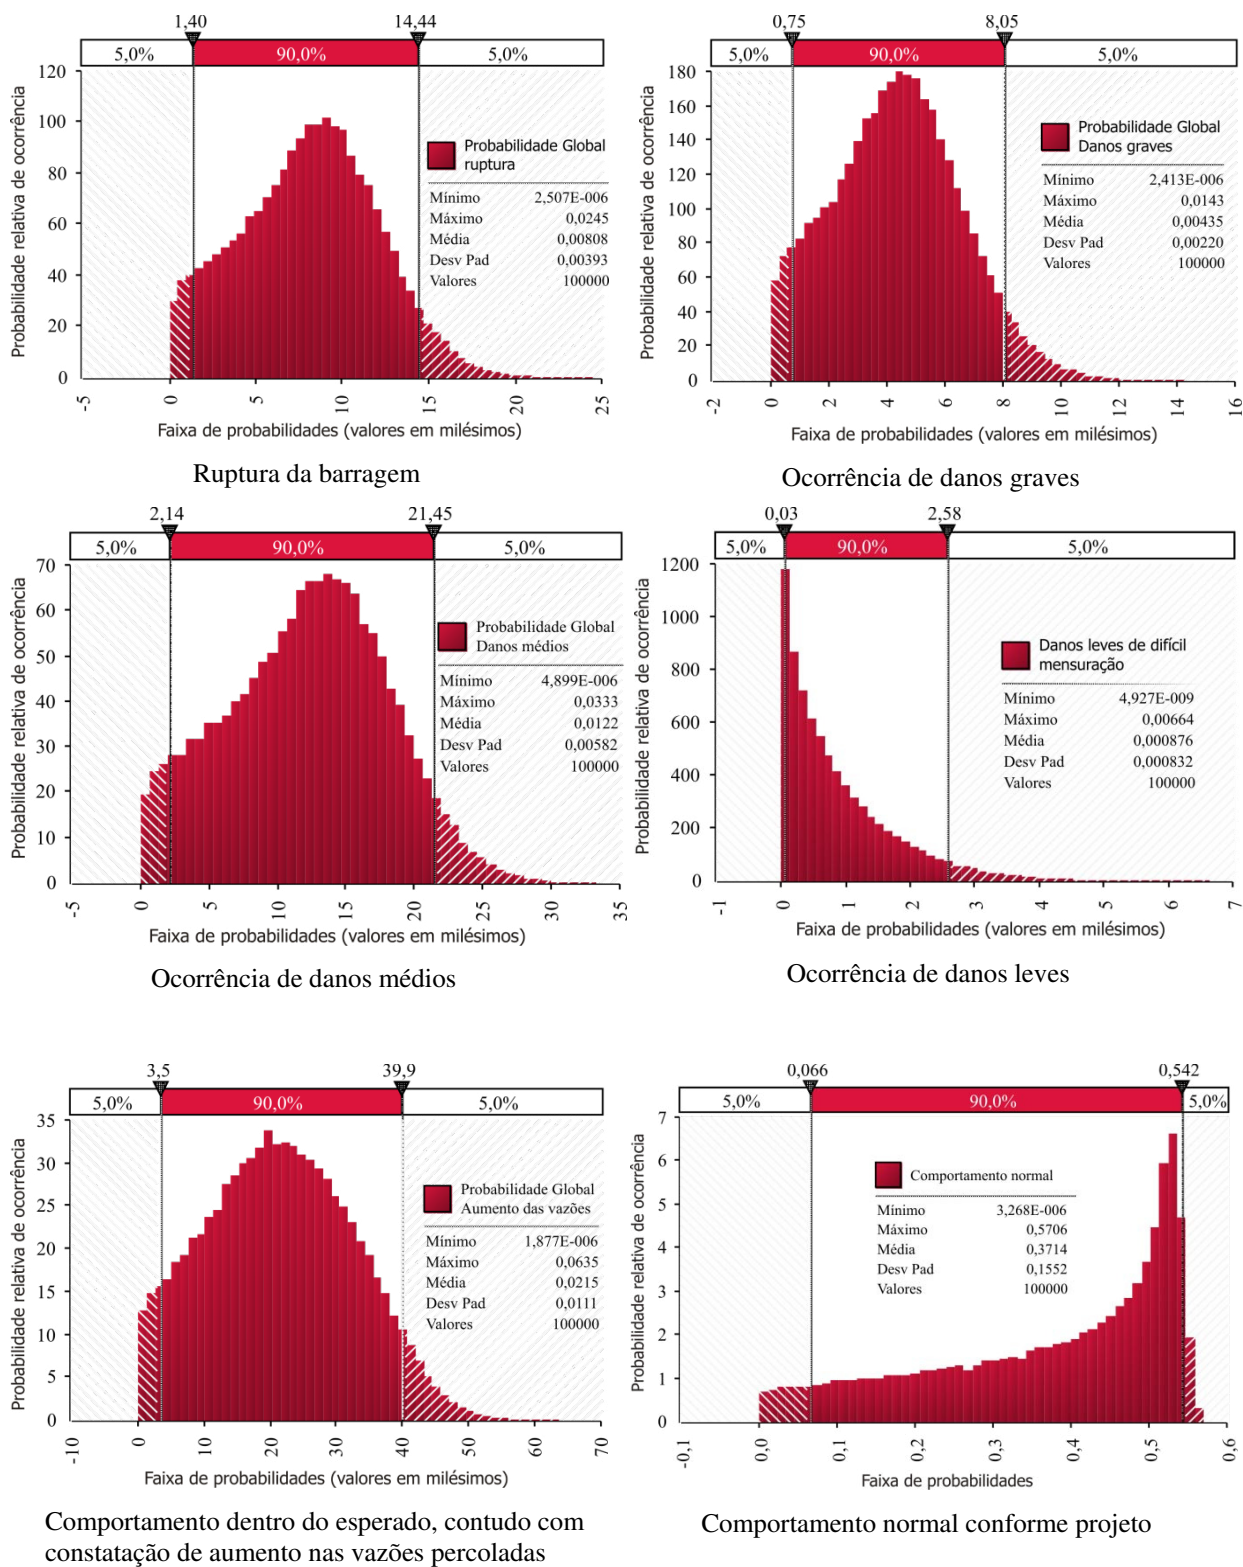 1,40
14,44
5.0%
90,0%
5.0%
Probabilidade relativa de ocorrência
120
100
80
60
40
20
0
Probabilidade Global
ruptura
Mínimo 2,507E-006
Máximo 0,0245
Média 0,00808
Desv Pad 0,00393
Valores 100000
-5
0
5
10
15
20
25
Faixa de probabilidades (valores em milésimos)
Ruptura da barragem
0,75
8,05
5.0%
90,0%
5.0%
Probabilidade relativa de ocorrência
180
160
140
120
100
80
60
40
20
0
Probabilidade Global
Danos graves
Mínimo 2,413E-006
Máximo 0,0143
Média 0,00435
Desv Pad 0,00220
Valores 100000
-2
0
2
4
6
8
10
12
14
16
Faixa de probabilidades (valores em milésimos)
Ocorrência de danos graves
2,14
21,45
5,0%
90,0%
5,0%
Probabilidade relativa de ocorrência
70
60
50
40
30
20
10
0
Probabilidade Global
Danos médios
Mínimo 4,899E-006
Máximo 0,0333
Média 0,0122
Desv Pad 0,00582
Valores 100000
-5
0
5
10
15
20
25
30
35
Faixa de probabilidades (valores em milésimos)
Ocorrência de danos médios
0,03
2,58
5,0%
90,0%
5,0%
Probabilidade relativa de ocorrência
1200
1000
800
600
400
200
0
Danos leves de difícil
mensuração
Mínimo 4,927E-009
Máximo 0,00664
Média 0,000876
Desv Pad 0,000832
Valores 100000
-1
0
1
2
3
4
5
6
7
Faixa de probabilidades (valores em milésimos)
Ocorrência de danos leves
3,5
39,9
5,0%
90,0%
5,0%
Probabilidade relativa de ocorrência
35
30
25
20
15
10
5
0
Probabilidade Global
Aumento das vazões
Mínimo 1,877E-006
Máximo 0,0635
Média 0,0215
Desv Pad 0,0111
Valores 100000
-10
0
10
20
30
40
50
60
70
Faixa de probabilidades (valores em milésimos)
Comportamento dentro do esperado, contudo com
constatação de aumento nas vazões percoladas
0,066
0,542
5,0%
90,0%
5,0%
Probabilidade relativa de ocorrência
7
6
5
4
3
2
1
0
Comportamento normal
Mínimo 3,268E-006
Máximo 0,5706
Média 0,3714
Desv Pad 0,1552
Valores 100000
-0,1
0,0
0,1
0,2
0,3
0,4
0,5
0,6
Faixa de probabilidades
Comportamento normal conforme projeto